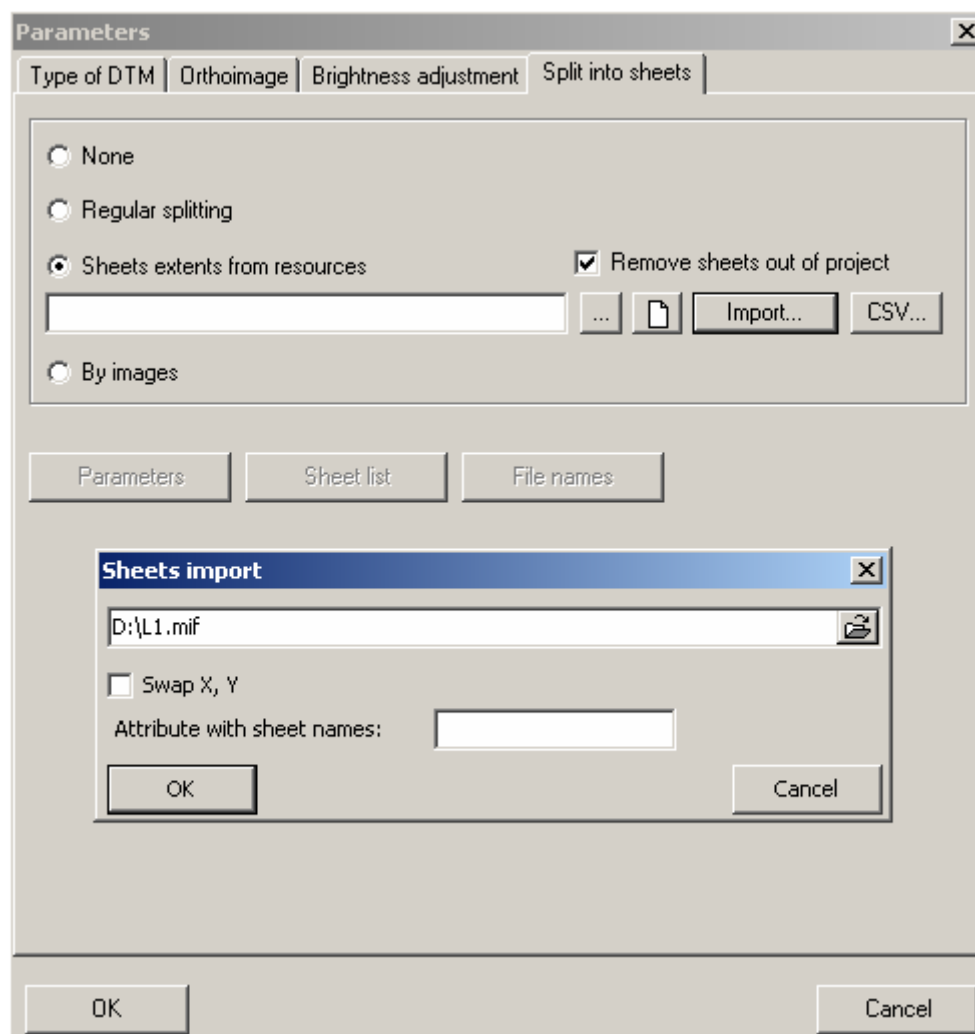 Parameters
Type of DTM Orthoimage Brightness adjustment Split into sheets
None
Regular splitting
Sheets extents from resources Remove sheets out of project
... Import... CSV...
By images
Parameters Sheet list File names
Sheets import
D:\L1.mif
Swap X, Y
Attribute with sheet names:
OK Cancel
OK Cancel